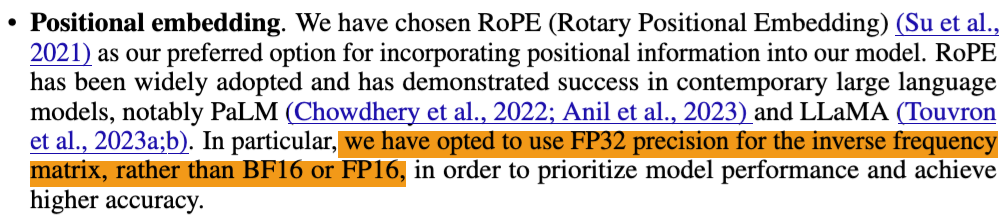 • Positional embedding. We have chosen RoPE (Rotary Positional Embedding) (Su et al.,
2021) as our preferred option for incorporating positional information into our model. RoPE
has been widely adopted and has demonstrated success in contemporary large language
models, notably PaLM (Chowdhery et al., 2022; Anil et al., 2023) and LLaMA (Touvron
et al., 2023a;b). In particular, we have opted to use FP32 precision for the inverse frequency
matrix, rather than BF16 or FP16, in order to prioritize model performance and achieve
higher accuracy.